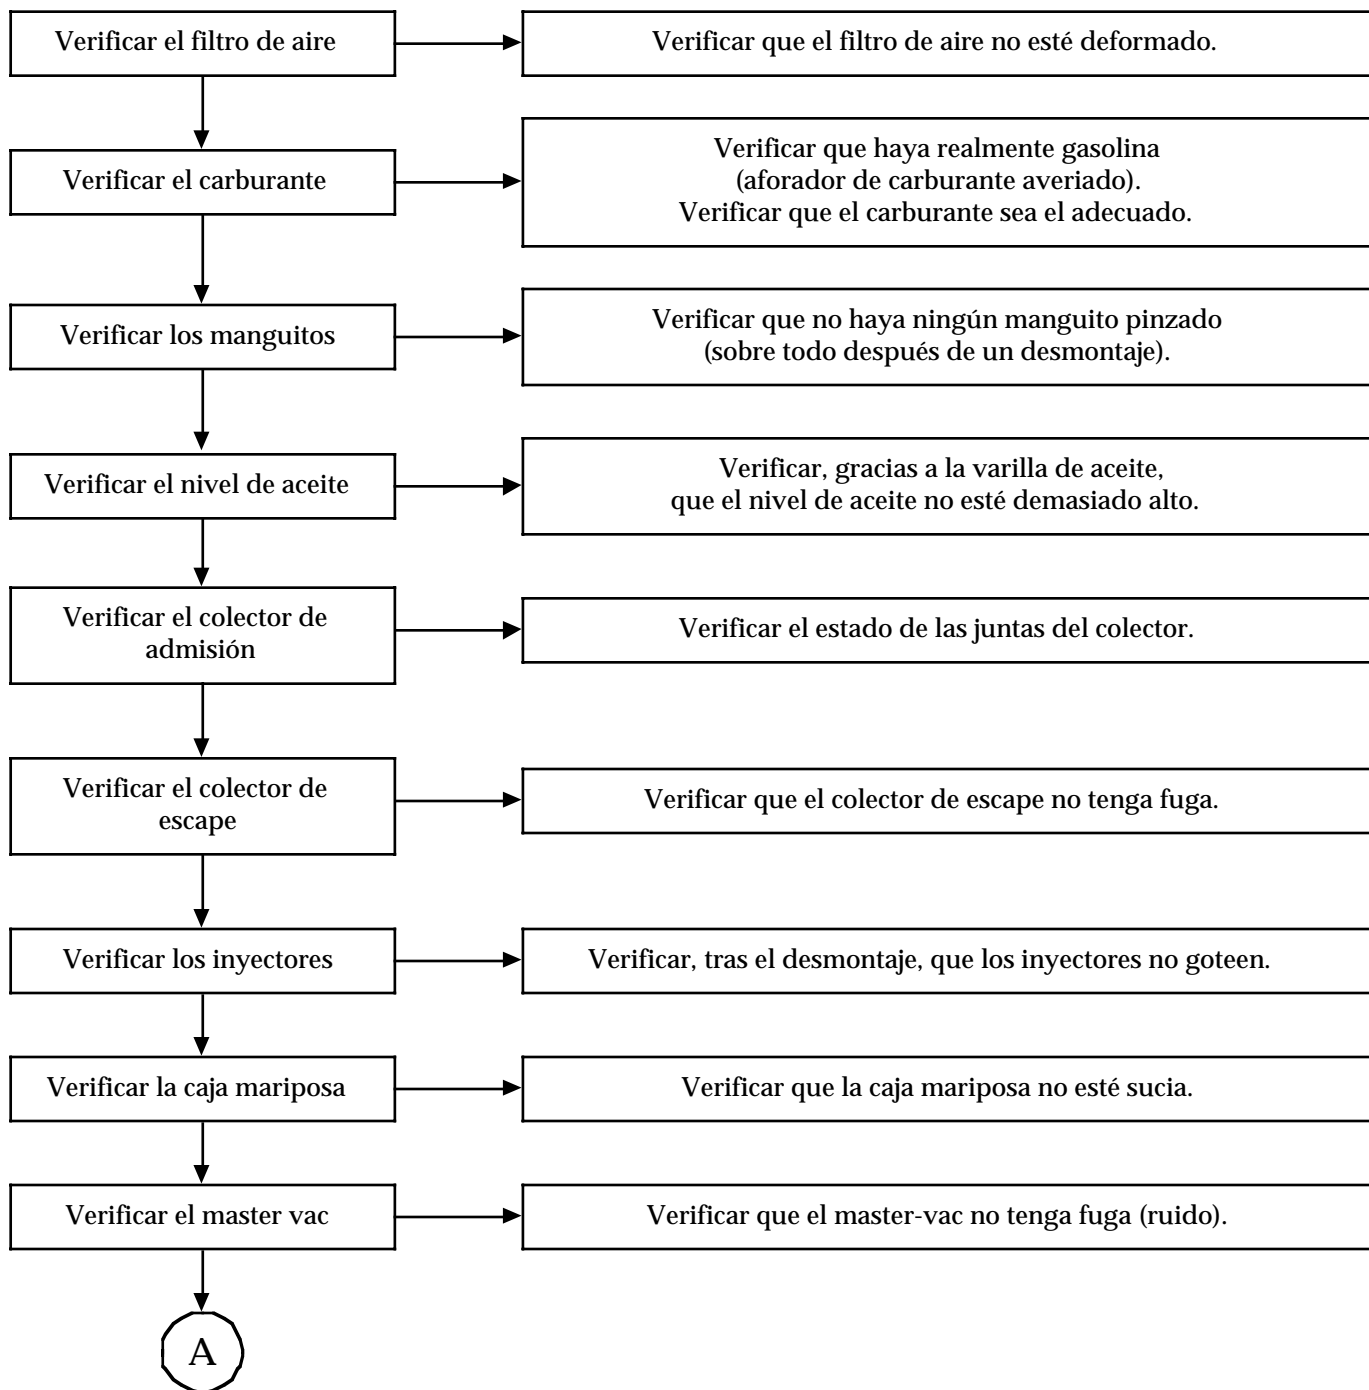 Verificar el filtro de aire
Verificar que el filtro de aire no esté deformado.
Verificar el carburante
Verificar que haya realmente gasolina
(aforador de carburante averiado).
Verificar que el carburante sea el adecuado.
Verificar los manguitos
Verificar que no haya ningún manguito pinzado
(sobre todo después de un desmontaje).
Verificar el nivel de aceite
Verificar, gracias a la varilla de aceite,
que el nivel de aceite no esté demasiado alto.
Verificar el colector de
admisión
Verificar el estado de las juntas del colector.
Verificar el colector de
escape
Verificar que el colector de escape no tenga fuga.
Verificar los inyectores
Verificar, tras el desmontaje, que los inyectores no goteen.
Verificar la caja mariposa
Verificar que la caja mariposa no esté sucia.
Verificar el master vac
Verificar que el master-vac no tenga fuga (ruido).
A